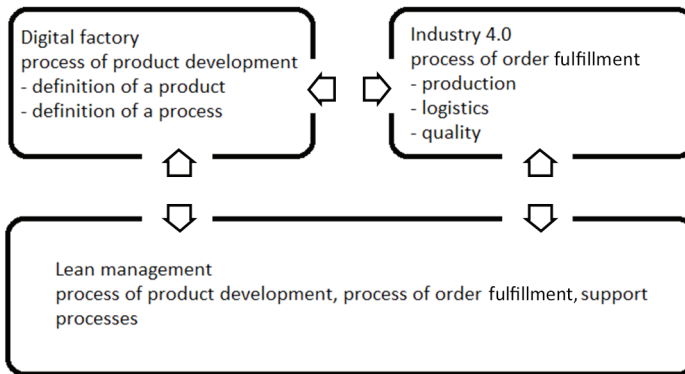 Digital factory
process of product development
- definition of a product
- definition of a process
Industry 4.0
process of order fulfillment
- production
- logistics
- quality
Lean management
process of product development, process of order fulfillment, support
processes